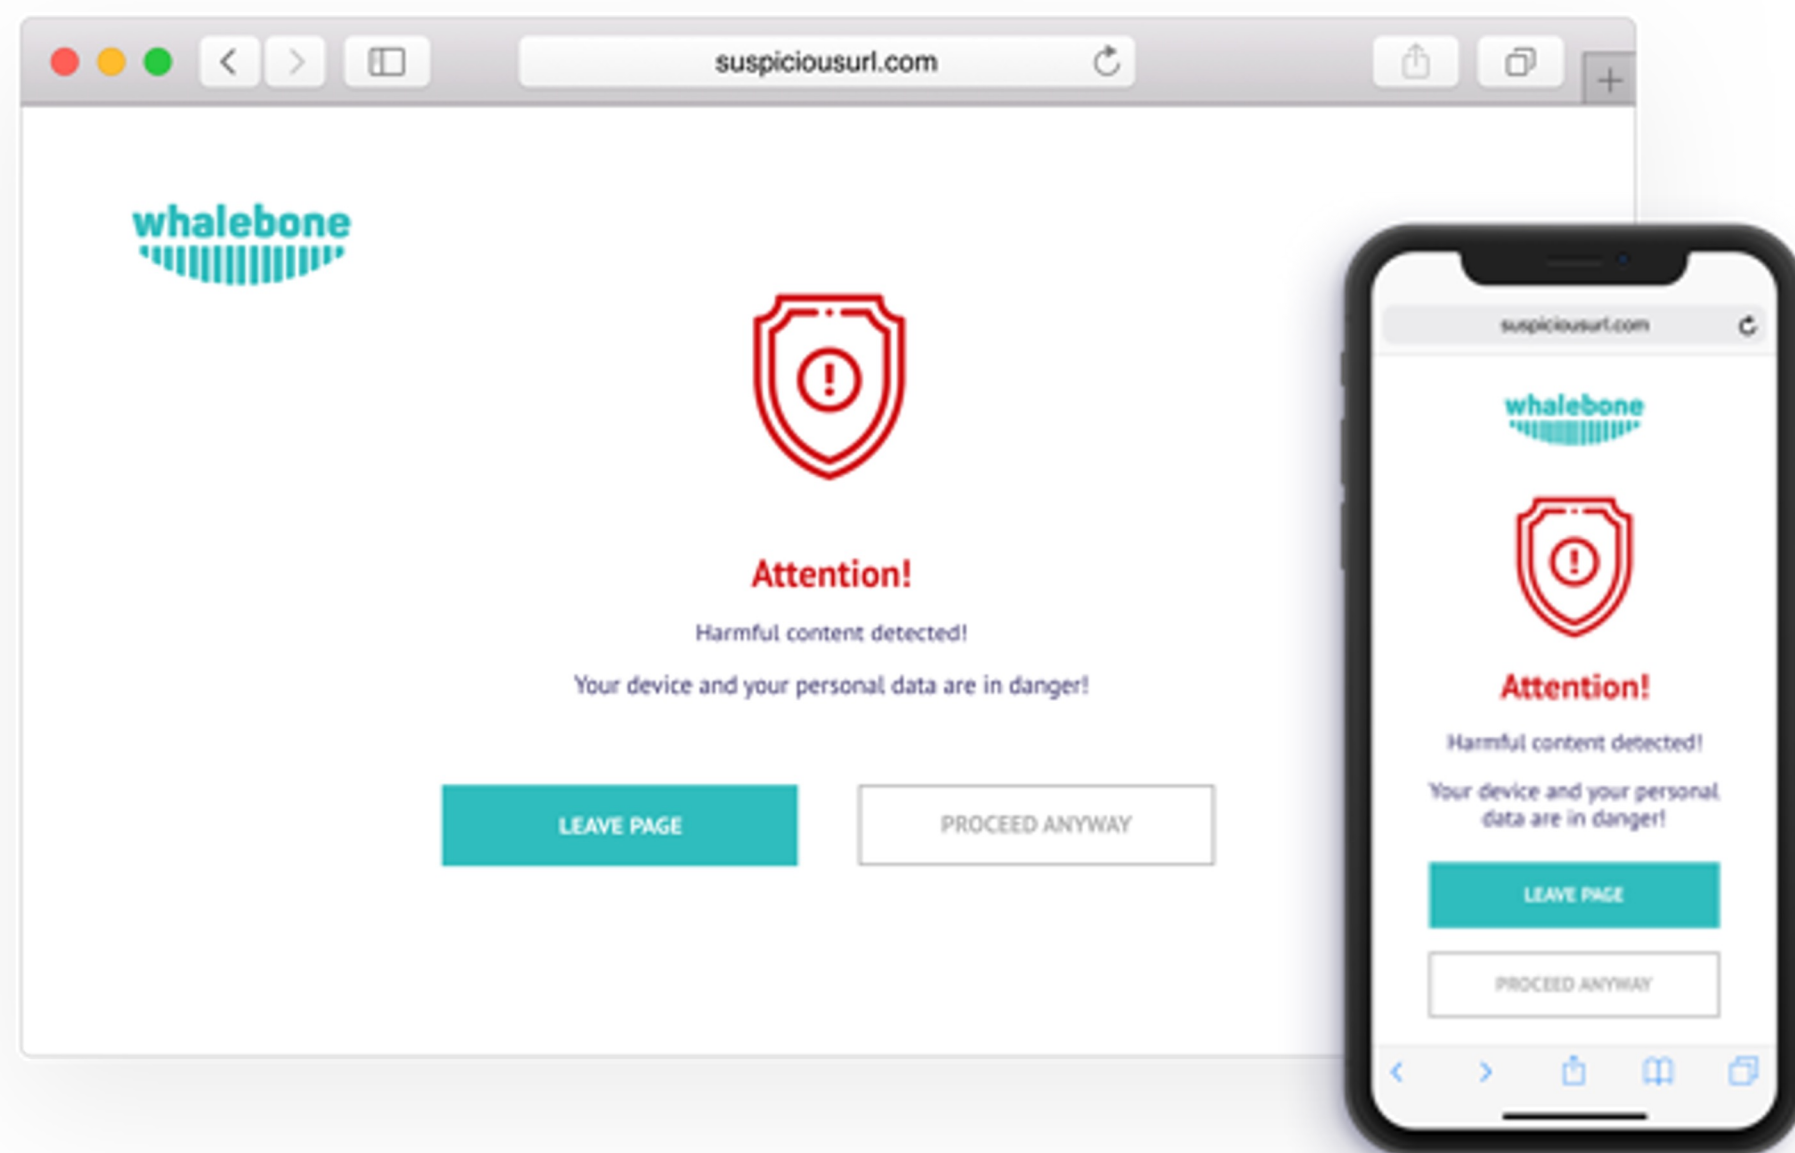 suspiciousurl.com
whalebone
Attention!
Harmful content detected!
Your device and your personal data are in danger!
LEAVE PAGE
PROCEED ANYWAY
suspiciousurl.com
whalebone
Attention!
Harmful content detected!
Your device and your personal
data are in danger!
LEAVE PAGE
PROCEED ANYWAY